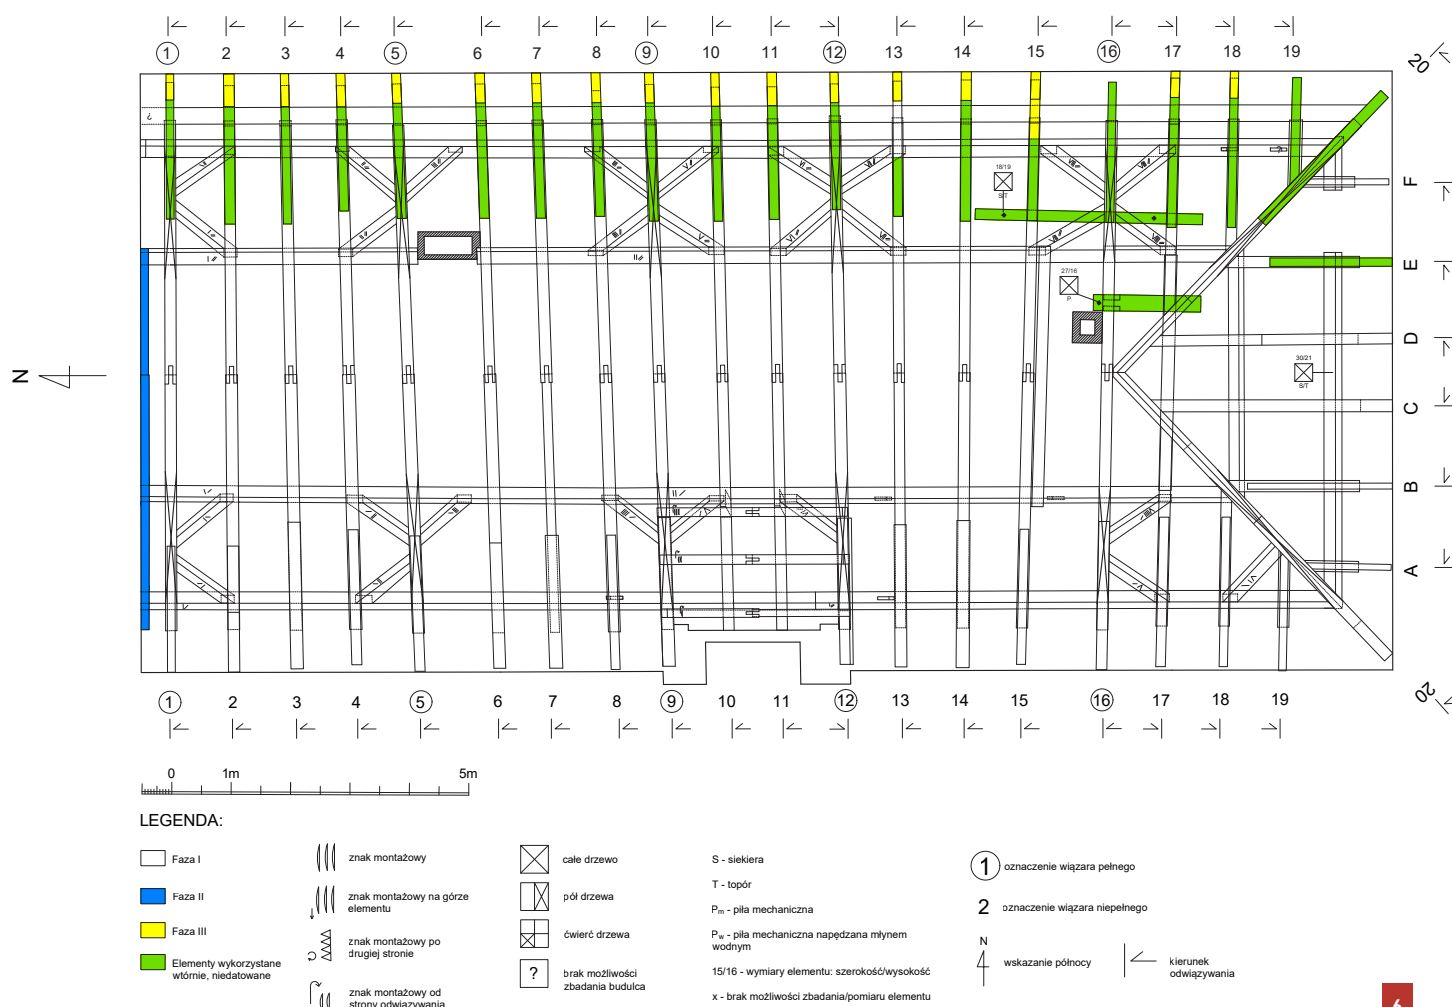 1 2 3 4 5 6 7 8 9 10 11 12 13 14 15 16 17 18 19
20
F
18/19
S/T
E
27/16
P
D
N
30/21
S/T
C
B
A
1 2 3 4 5 6 7 8 9 10 11 12 13 14 15 16 17 18 19
20
0 1m 5m
LEGENDA:
Faza I
Faza II
Faza III
Elementy wykorzystane
wtórnie, niedatowane
znak montażowy
znak montażowy na górze
elementu
znak montażowy po
drugiej stronie
znak montażowy od
strony odwiązywania
całe drzewo
pół drzewa
ćwierć drzewa
?
brak możliwości
zbadania budulca
S - siekiera
T - topór
Pm - piła mechaniczna
Pw - piła mechaniczna napędzana młynem
wodnym
15/16 - wymiary elementu: szerokość/wysokość
x - brak możliwości zbadania/pomiaru elementu
1 oznaczenie wiązara pełnego
2 oznaczenie wiązara niepełnego
N
wskazanie północy
kierunek
odwiązywania